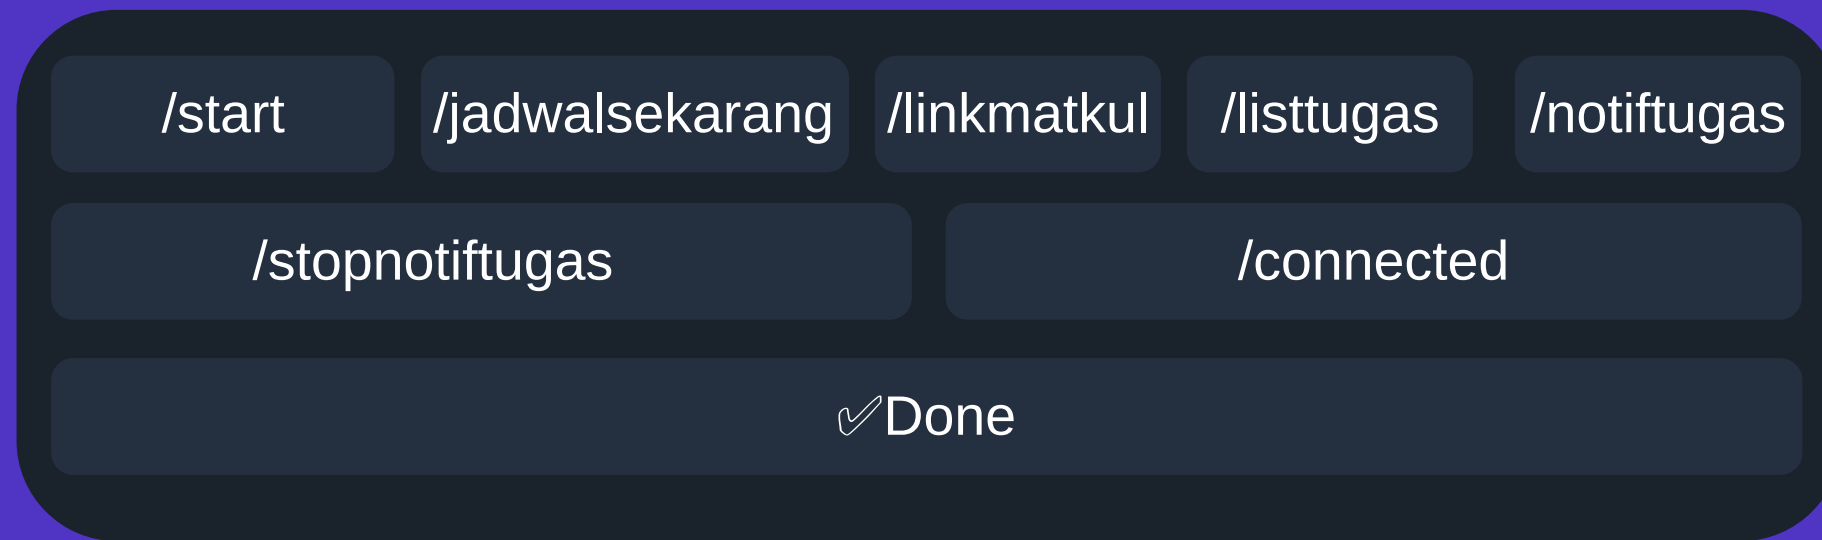 /start /jadwalsekarang /linkmatkul /listtugas /notiftugas
/stopnotiftugas /connected
✅Done